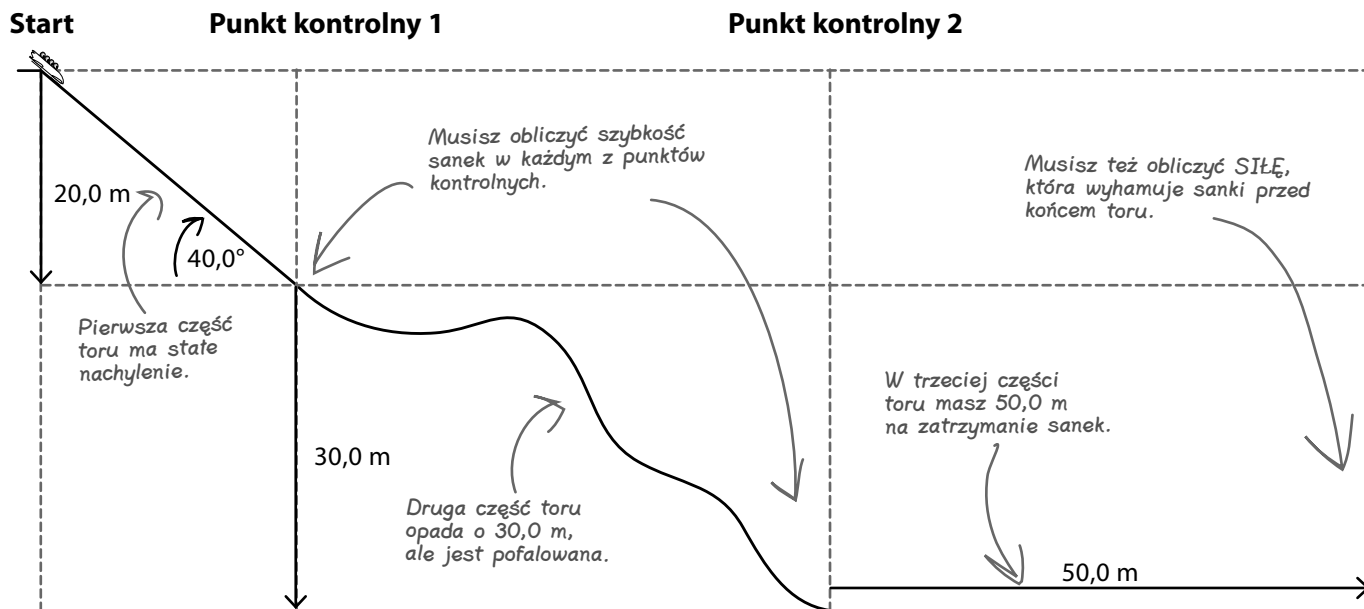 Start
Punkt kontrolny 1
Punkt kontrolny 2
Musisz obliczyć szybkość
sanek w każdym z punktów
kontrolnych.
Musisz też obliczyć SIŁĘ,
która wyhamuje sanki przed
końcem toru.
20,0 m
40,0°
Pierwsza część
toru ma stałe
nachylenie.
W trzeciej części
toru masz 50,0 m
na zatrzymanie sanek.
30,0 m
Druga część toru
opada o 30,0 m,
ale jest pofalowana.
50,0 m